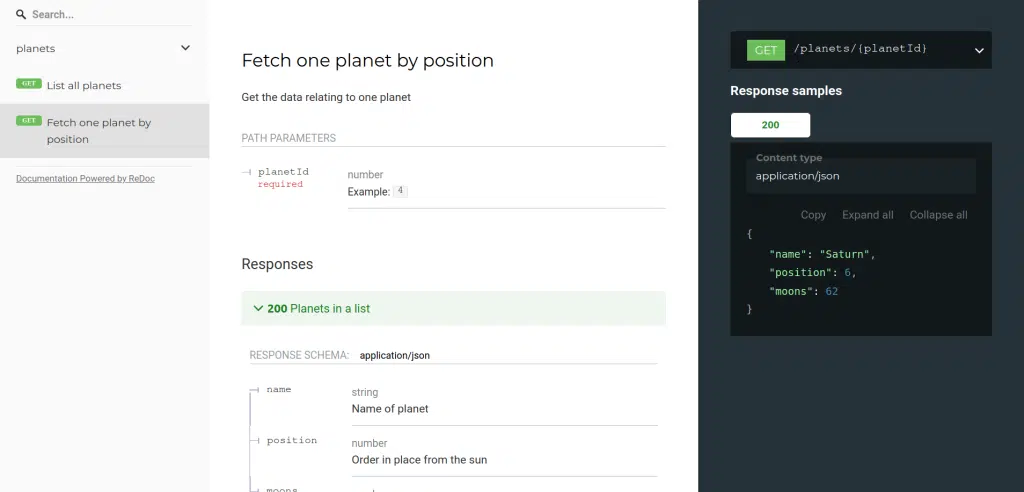 Search...
planets
GET List all planets
GET Fetch one planet by
position
Documentation Powered by ReDoc
Fetch one planet by position
Get the data relating to one planet
PATH PARAMETERS
planetId
required
number
Example: 4
Responses
200 Planets in a list
RESPONSE SCHEMA: application/json
name
string
Name of planet
position
number
Order in place from the sun
moons
GET /planets/{planetId}
Response samples
200
Content type
application/json
Copy Expand all Collapse all
{
"name": "Saturn",
"position": 6,
"moons": 62
}